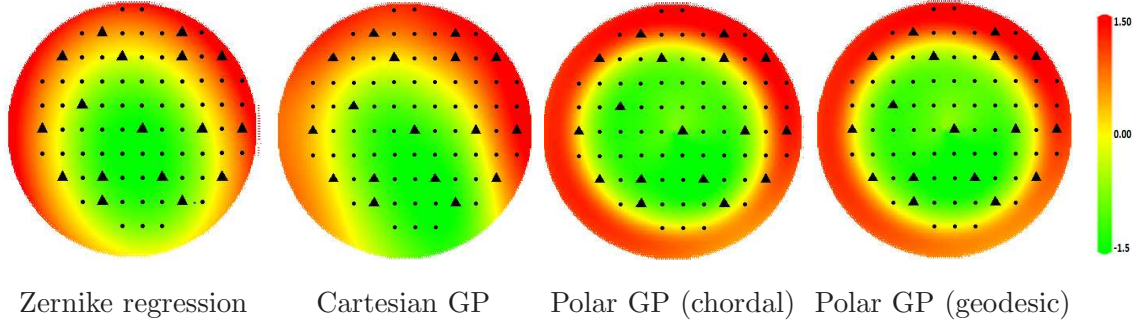 1.50
0.00
-1.5
Zernike regression Cartesian GP Polar GP (chordal) Polar GP (geodesic)